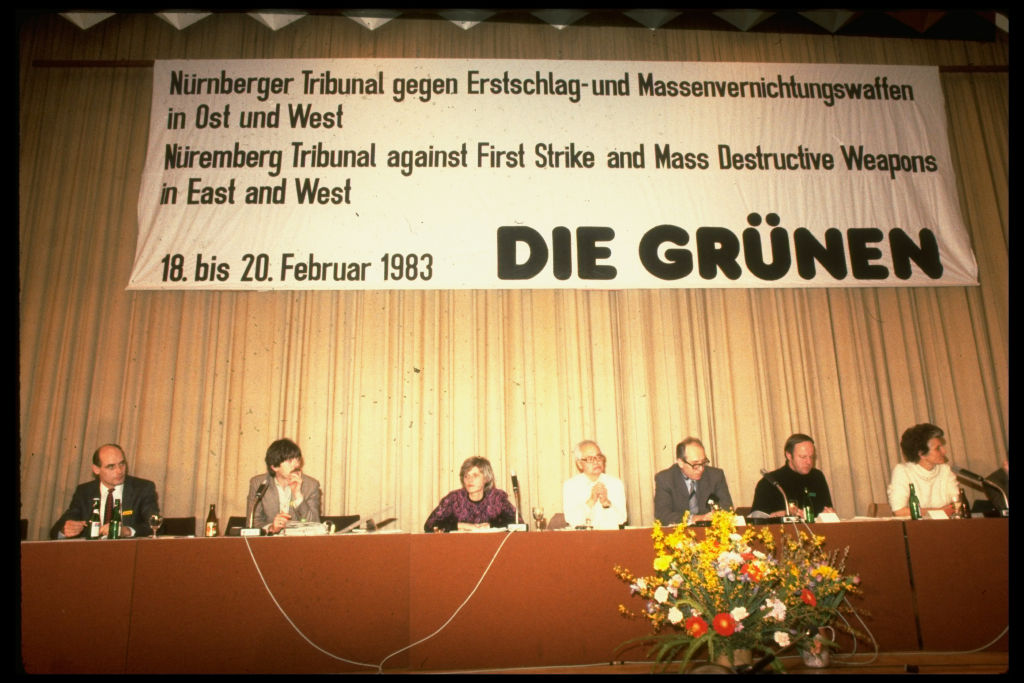 Nürnberger Tribunal gegen Erstschlag-und Massenvernichtungswaffen
in Ost und West
Nüremberg Tribunal against First Strike and Mass Destructive Weapons
in East and West
18. bis 20. Februar 1983
DIE GRÜNEN